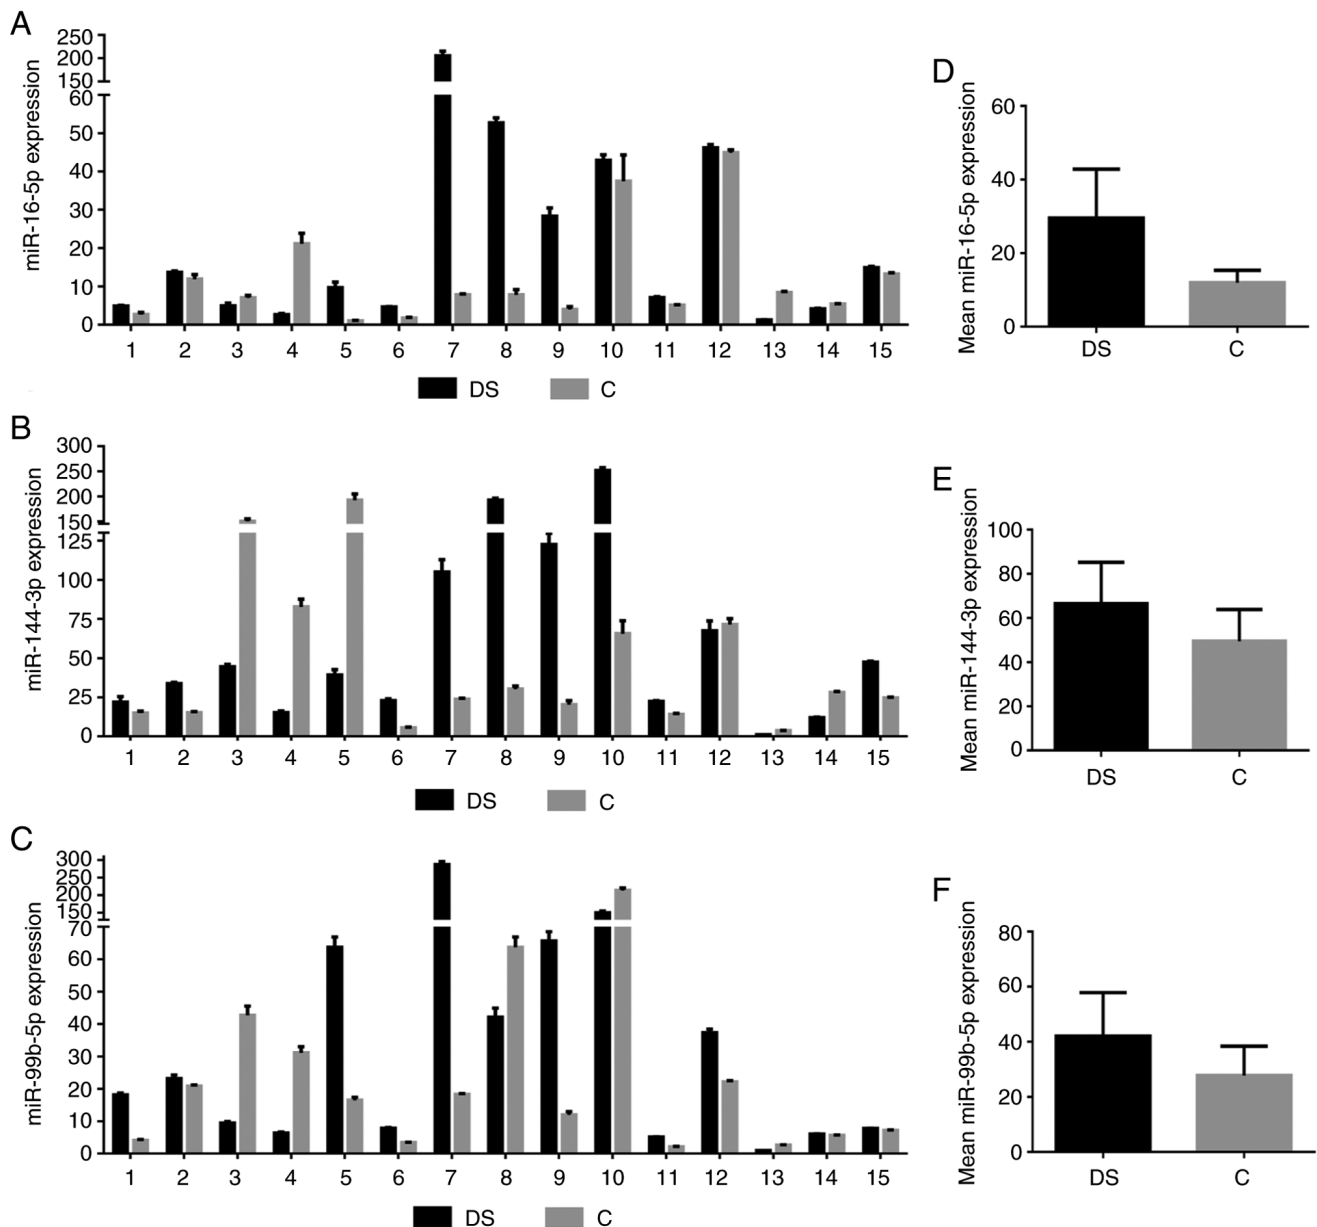 A
miR-16-5p expression
250
200
150
60
50
40
30
20
10
0
1 2 3 4 5 6 7 8 9 10 11 12 13 14 15
DS C
D
Mean miR-16-5p expression
60
40
20
0
DS C
B
miR-144-3p expression
300
250
200
150
125
100
75
50
25
0
1 2 3 4 5 6 7 8 9 10 11 12 13 14 15
DS C
E
Mean miR-144-3p expression
100
80
60
40
20
0
DS C
C
miR-99b-5p expression
300
250
200
150
70
60
50
40
30
20
10
0
1 2 3 4 5 6 7 8 9 10 11 12 13 14 15
DS C
F
Mean miR-99b-5p expression
80
60
40
20
0
DS C